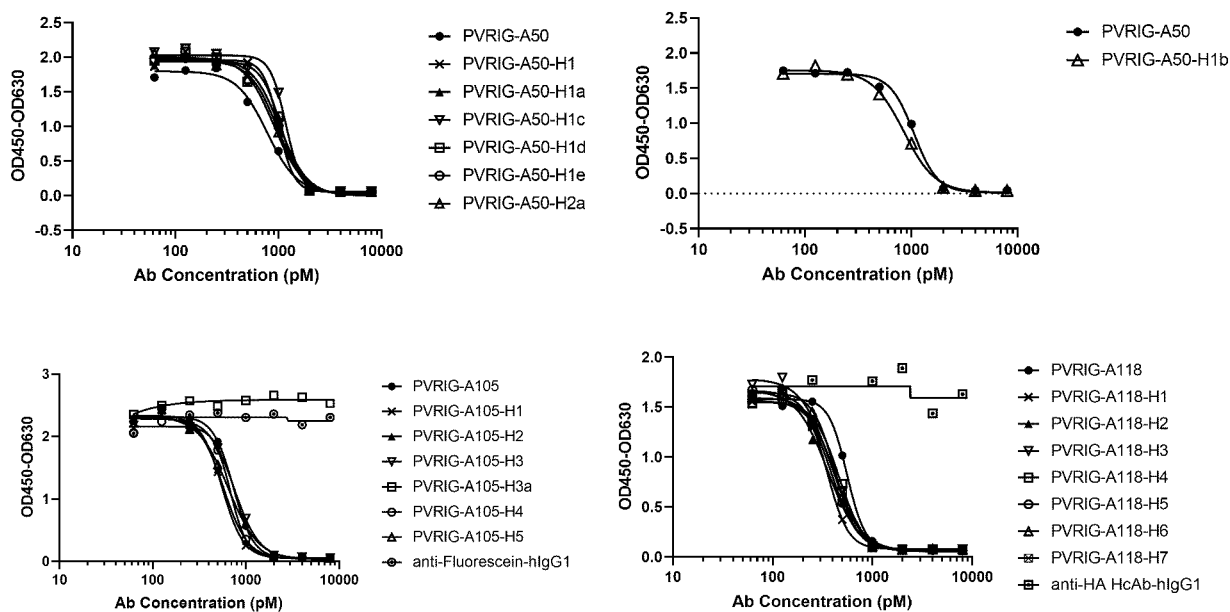 2.5
2.0
1.5
1.0
0.5
0.0
-0.5
OD450-OD630
10
100
1000
10000
Ab Concentration (pM)
PVRIG-A50
PVRIG-A50-H1
PVRIG-A50-H1a
PVRIG-A50-H1c
PVRIG-A50-H1d
PVRIG-A50-H1e
PVRIG-A50-H2a
2.5
2.0
1.5
1.0
0.5
0.0
-0.5
OD450-OD630
10
100
1000
10000
Ab Concentration (pM)
PVRIG-A50
PVRIG-A50-H1b
3
2
1
0
OD450-OD630
10
100
1000
10000
Ab Concentration (pM)
PVRIG-A105
PVRIG-A105-H1
PVRIG-A105-H2
PVRIG-A105-H3
PVRIG-A105-H3a
PVRIG-A105-H4
PVRIG-A105-H5
anti-Fluorescein-hIgG1
2.0
1.5
1.0
0.5
0.0
OD450-OD630
10
100
1000
10000
Ab Concentration (pM)
PVRIG-A118
PVRIG-A118-H1
PVRIG-A118-H2
PVRIG-A118-H3
PVRIG-A118-H4
PVRIG-A118-H5
PVRIG-A118-H6
PVRIG-A118-H7
anti-HA HcAb-hIgG1